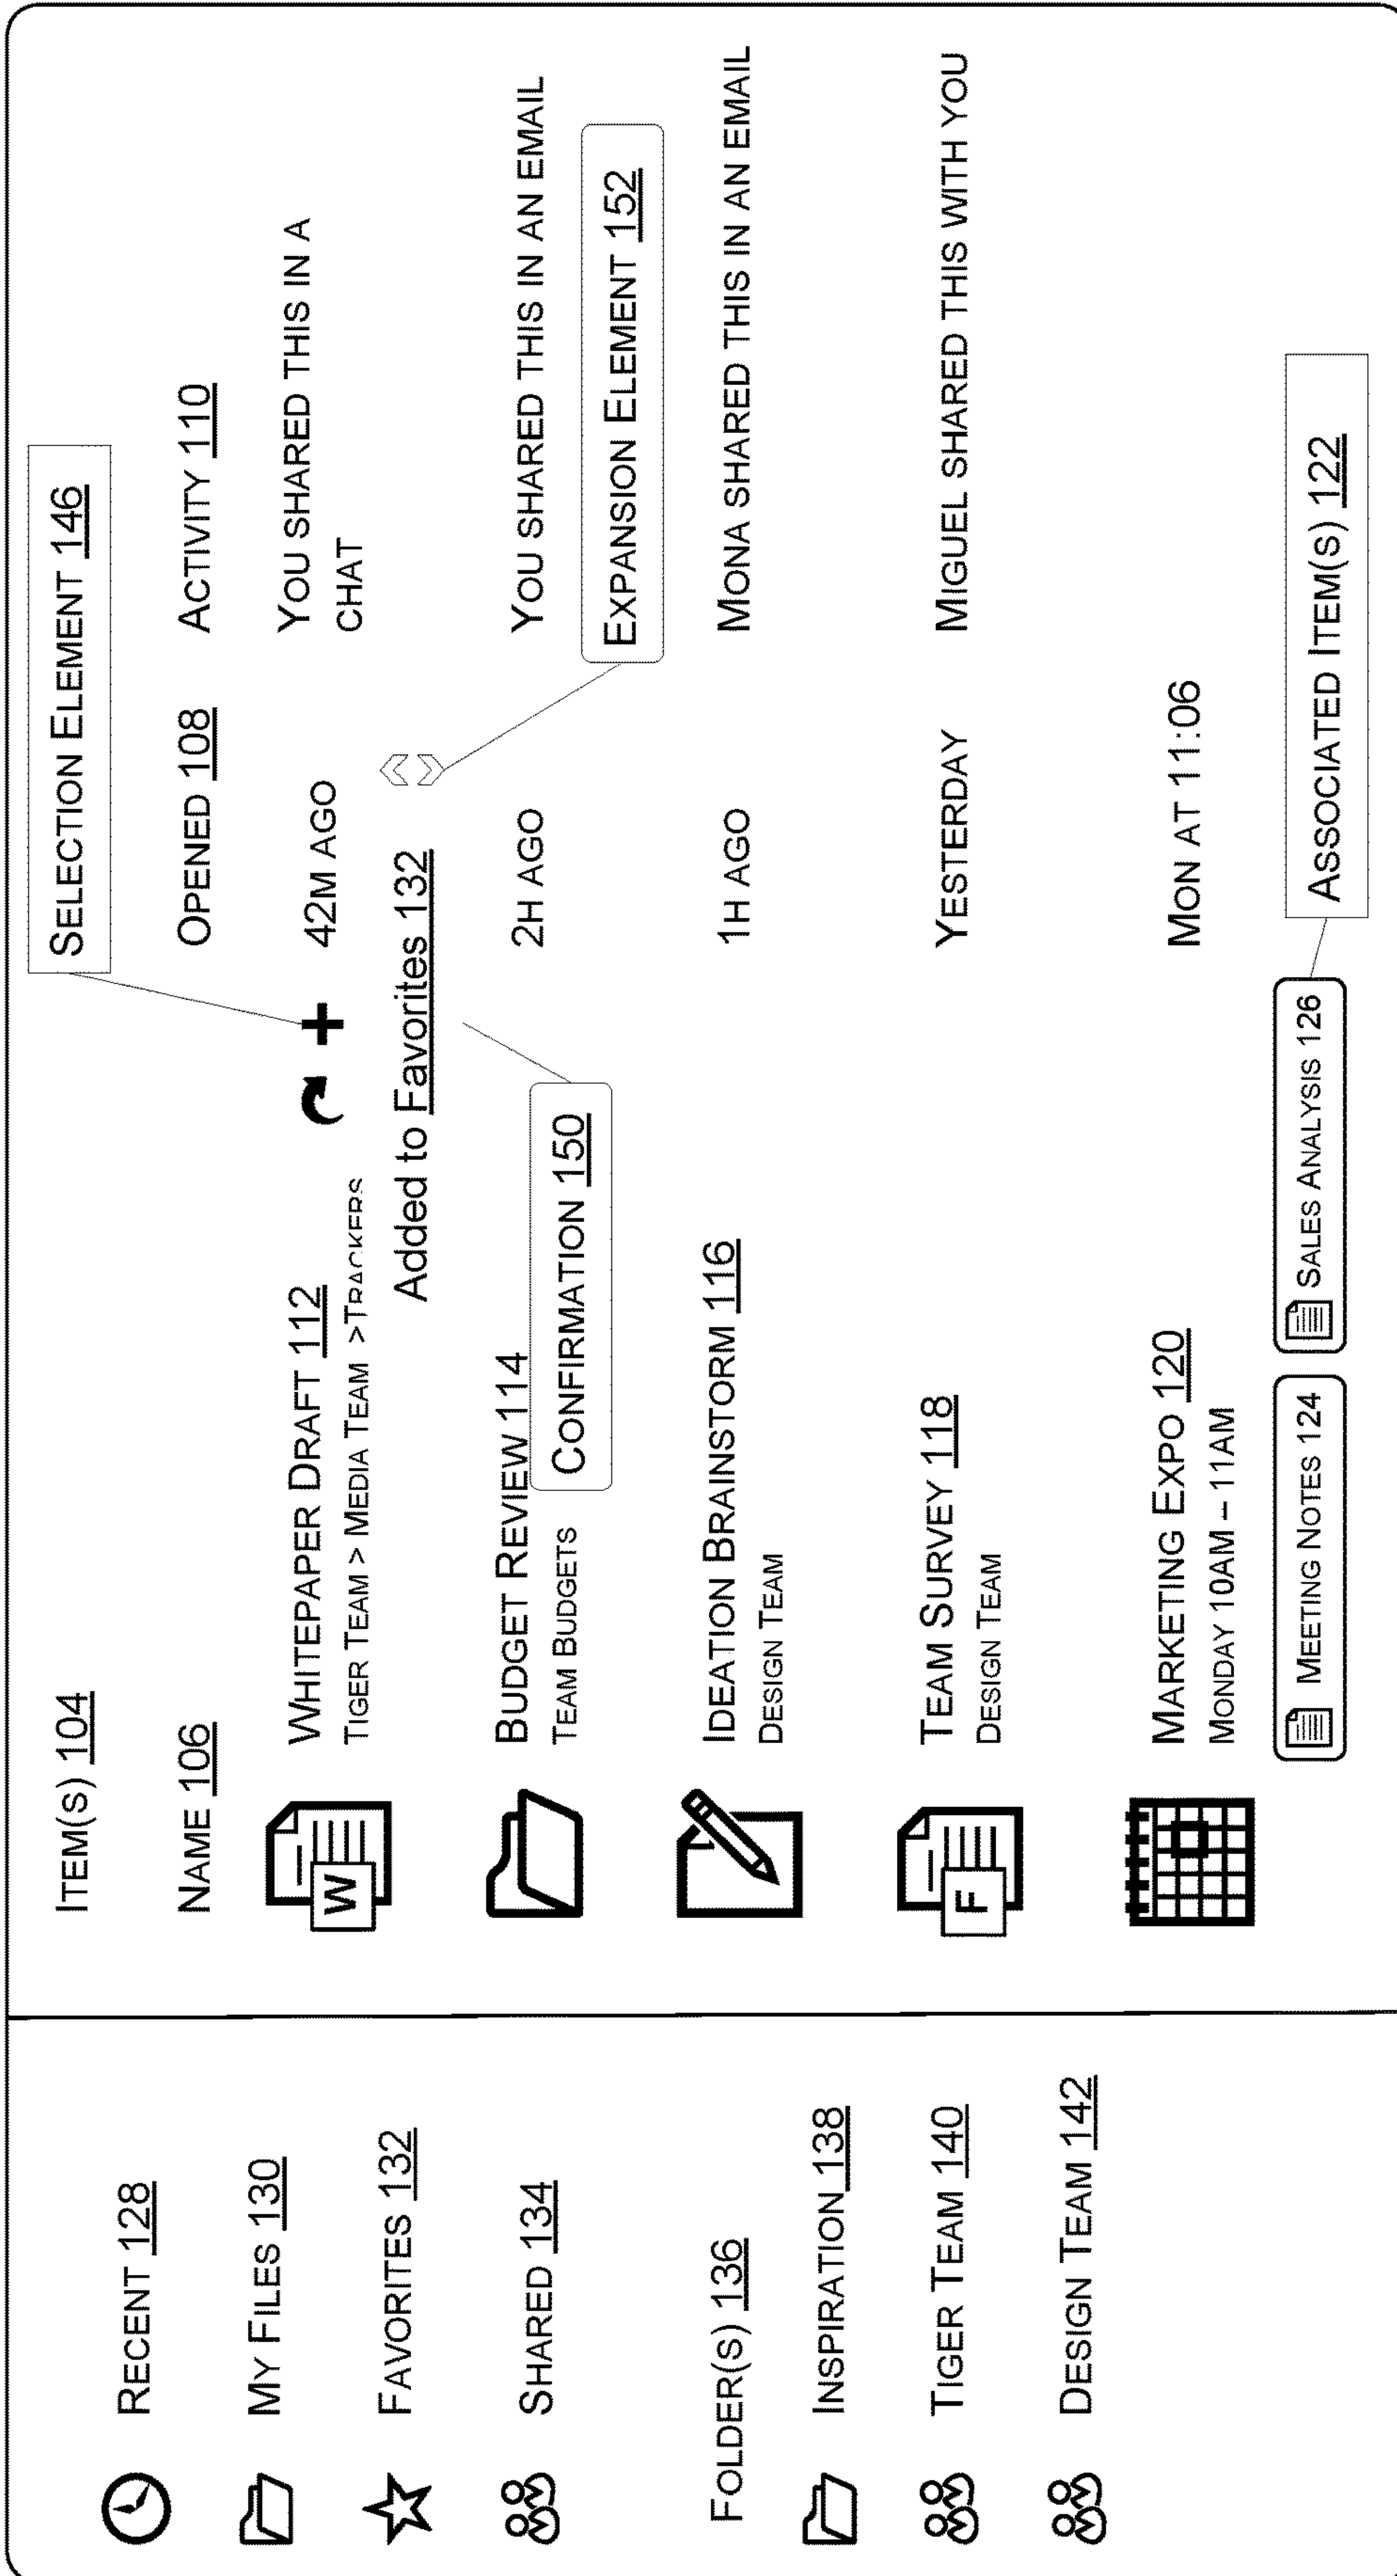 RECENT 128
MY FILES 130
FAVORITES 132
SHARED 134
FOLDER(S) 136
INSPIRATION 138
TIGER TEAM 140
DESIGN TEAM 142
ITEM(S) 104
SELECTION ELEMENT 146
NAME 106
OPENED 108
ACTIVITY 110
W
WHITEPAPER DRAFT 112
TIGER TEAM > MEDIA TEAM >TRACKERS
42M AGO
YOU SHARED THIS IN A
CHAT
Added to Favorites 132
BUDGET REVIEW 114
TEAM BUDGETS
2H AGO
YOU SHARED THIS IN AN EMAIL
CONFIRMATION 150
EXPANSION ELEMENT 152
IDEATION BRAINSTORM 116
DESIGN TEAM
1H AGO
MONA SHARED THIS IN AN EMAIL
F
TEAM SURVEY 118
DESIGN TEAM
YESTERDAY
MIGUEL SHARED THIS WITH YOU
MARKETING EXPO 120
MONDAY 10AM – 11AM
MON AT 11:06
MEETING NOTES 124
SALES ANALYSIS 126
ASSOCIATED ITEM(S) 122